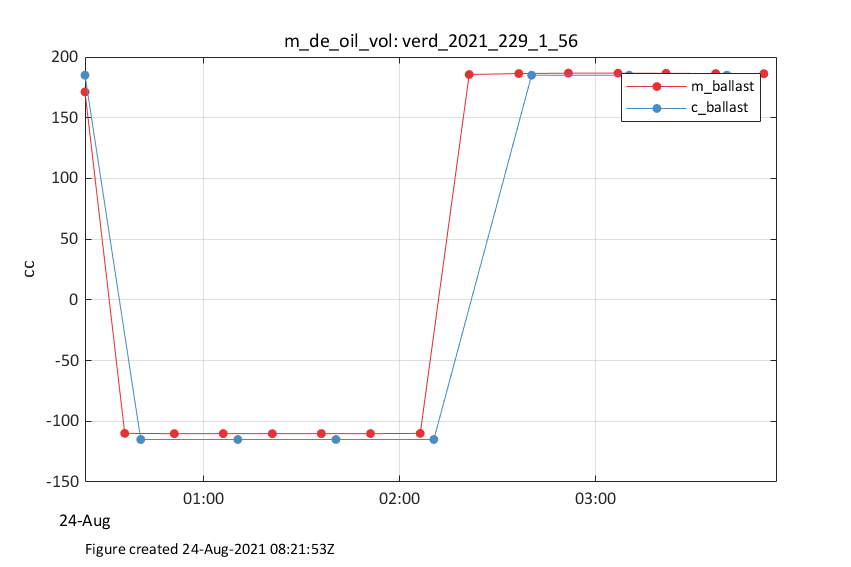 m_de_oil_vol: verd_2021_229_1_56
200
150
100
50
0
-50
-100
-150
cc
m_ballast
c_ballast
01:00
02:00
03:00
24-Aug
Figure created 24-Aug-2021 08:21:53Z